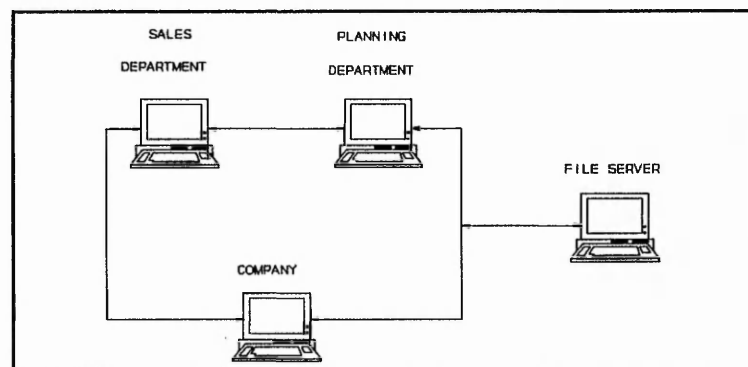 SALES
DEPARTMENT
PLANNING
DEPARTMENT
FILE SERVER
COMPANY